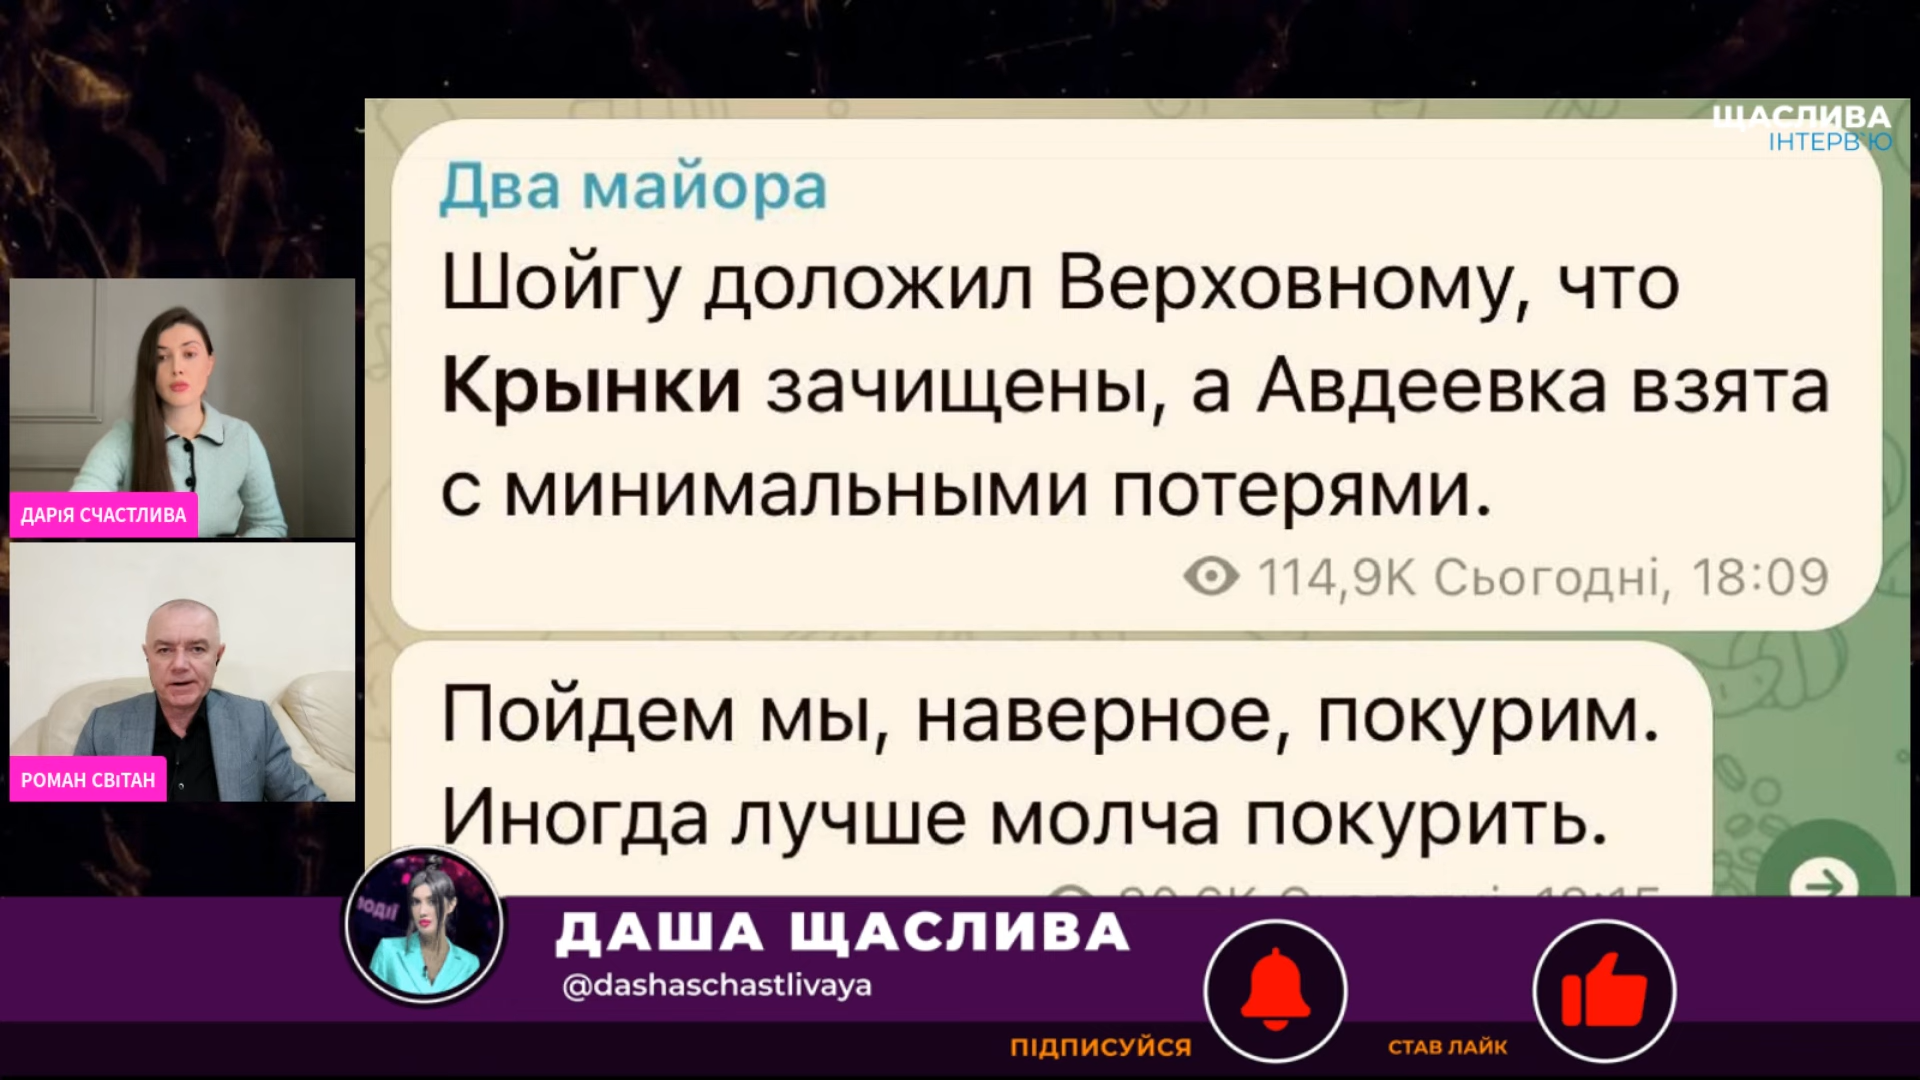 ЩАСЛИВА
ІНТЕРВ`Ю
Два майора
Шойгу доложил Верховному, что
Крынки зачищены, а Авдеевка взята
с минимальными потерями.
114,9K Сьогодні, 18:09
Пойдем мы, наверное, покурим.
Иногда лучше молча покурить.
ДАРіЯ СЧАСТЛИВА
РОМАН СВіТАН
ДАША ЩАСЛИВА
@dashaschastlivaya
ПІДПИСУЙСЯ
СТАВ ЛАЙК